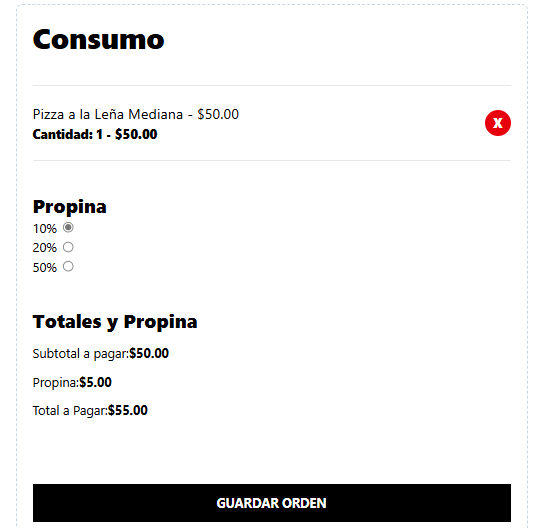 Consumo
Pizza a la Leña Mediana - $50.00
Cantidad: 1 - $50.00
X
Propina
10%
20%
50%
Totales y Propina
Subtotal a pagar:$50.00
Propina:$5.00
Total a Pagar:$55.00
GUARDAR ORDEN